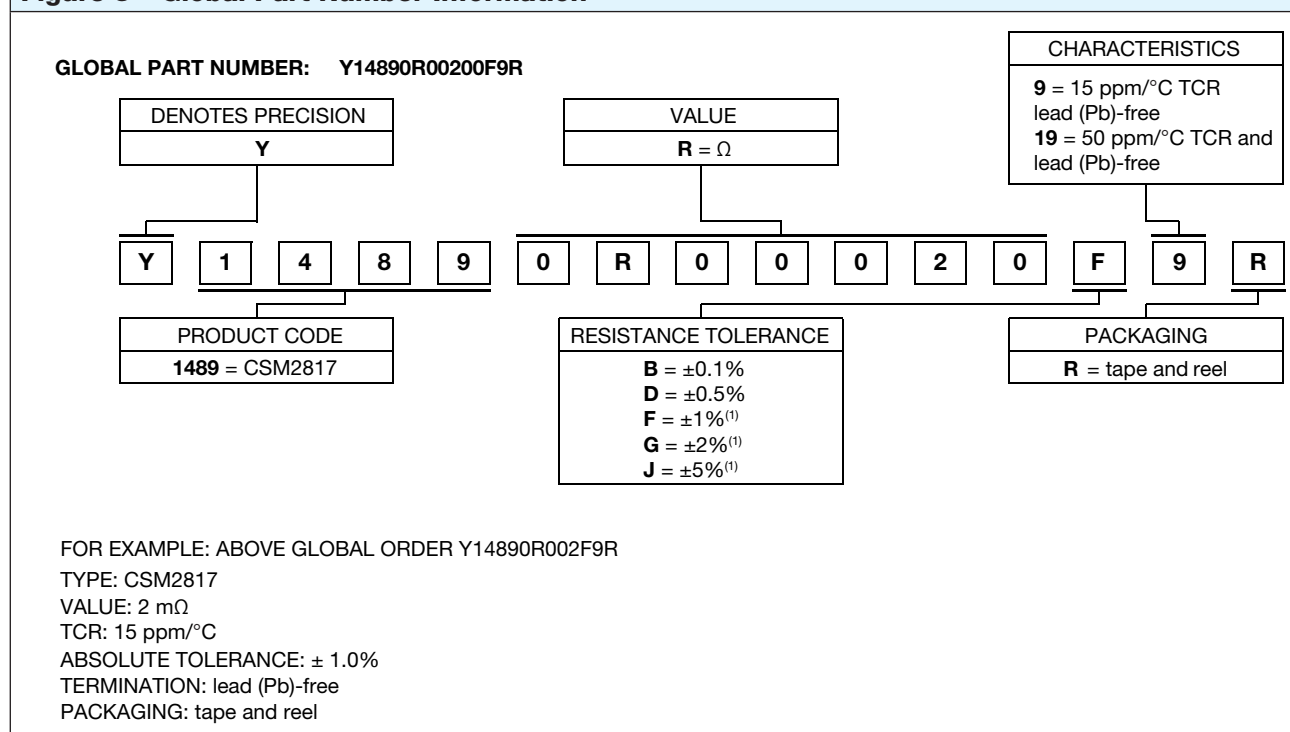 Figure 3 – Global Part Number Information
GLOBAL PART NUMBER: Y14890R00200F9R
CHARACTERISTICS
9 = 15 ppm/°C TCR
lead (Pb)-free
19 = 50 ppm/°C TCR and
lead (Pb)-free
DENOTES PRECISION
Y
VALUE
R = Ω
Y 1 4 8 9 0 R 0 0 0 2 0 F 9 R
PRODUCT CODE
1489 = CSM2817
RESISTANCE TOLERANCE
B = ±0.1%
D = ±0.5%
F = ±1%(1)
G = ±2%(1)
J = ±5%(1)
PACKAGING
R = tape and reel
FOR EXAMPLE: ABOVE GLOBAL ORDER Y14890R002F9R
TYPE: CSM2817
VALUE: 2 mΩ
TCR: 15 ppm/°C
ABSOLUTE TOLERANCE: ± 1.0%
TERMINATION: lead (Pb)-free
PACKAGING: tape and reel